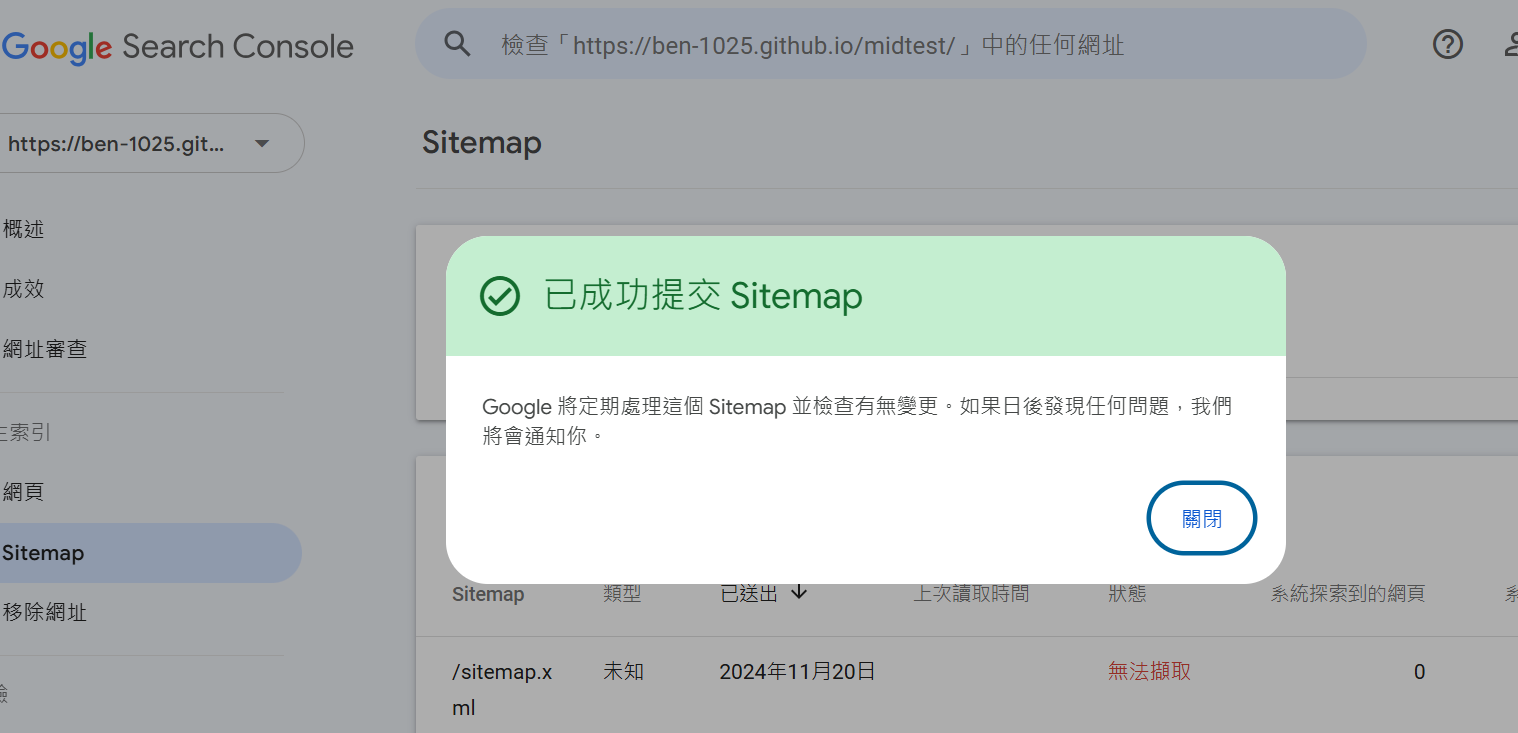 Google Search Console
檢查「https://ben-1025.github.io/midtest/」中的任何網址
https://ben-1025.git...
Sitemap
概述
成效
網址審查
索引
網頁
Sitemap
移除網址
已成功提交 Sitemap
Google 將定期處理這個 Sitemap 並檢查有無變更。如果日後發現任何問題，我們
將會通知你。
關閉
Sitemap 類型 已送出 上次讀取時間 狀態 系統探索到的網頁
/sitemap.x 未知 2024年11月20日 無法擷取 0
ml